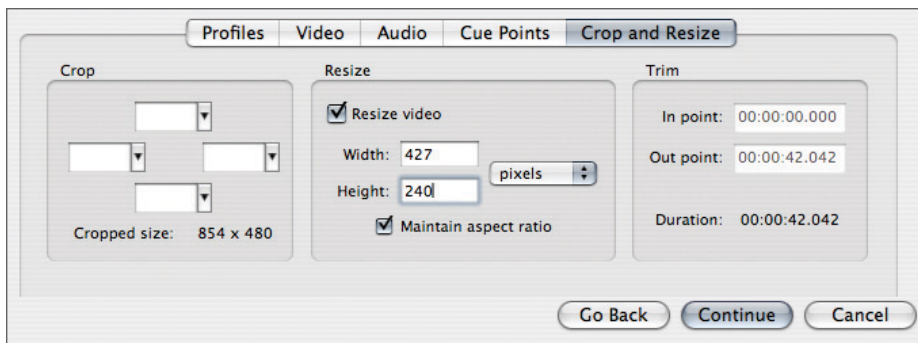 Profiles Video Audio Cue Points Crop and Resize
Crop Resize Trim
Resize video
In point: 00:00:00.000
Width: 427
Out point: 00:00:42.042
pixels
Height: 240
Maintain aspect ratio
Cropped size: 854 x 480
Duration: 00:00:42.042
Go Back Continue Cancel